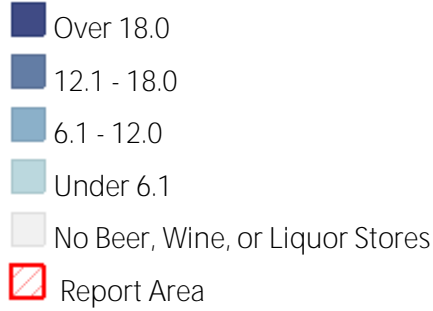 Over 18.0
12.1 - 18.0
6.1 - 12.0
Under 6.1
No Beer, Wine, or Liquor Stores
Report Area